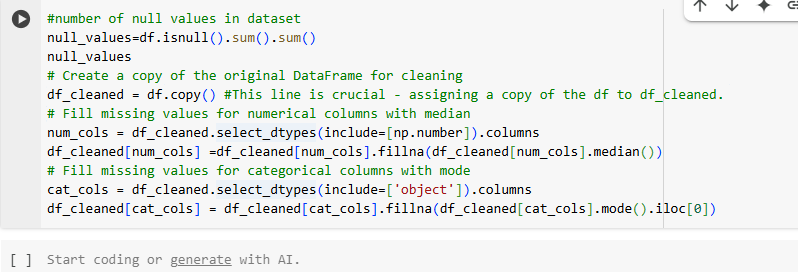 #number of null values in dataset
null_values=df.isnull().sum().sum()
null_values
# Create a copy of the original DataFrame for cleaning
df_cleaned = df.copy() #This line is crucial - assigning a copy of the df to df_cleaned.
# Fill missing values for numerical columns with median
num_cols = df_cleaned.select_dtypes(include=[np.number]).columns
df_cleaned[num_cols] =df_cleaned[num_cols].fillna(df_cleaned[num_cols].median())
# Fill missing values for categorical columns with mode
cat_cols = df_cleaned.select_dtypes(include=['object']).columns
df_cleaned[cat_cols] = df_cleaned[cat_cols].fillna(df_cleaned[cat_cols].mode().iloc[0])
[ ] Start coding or generate with AI.